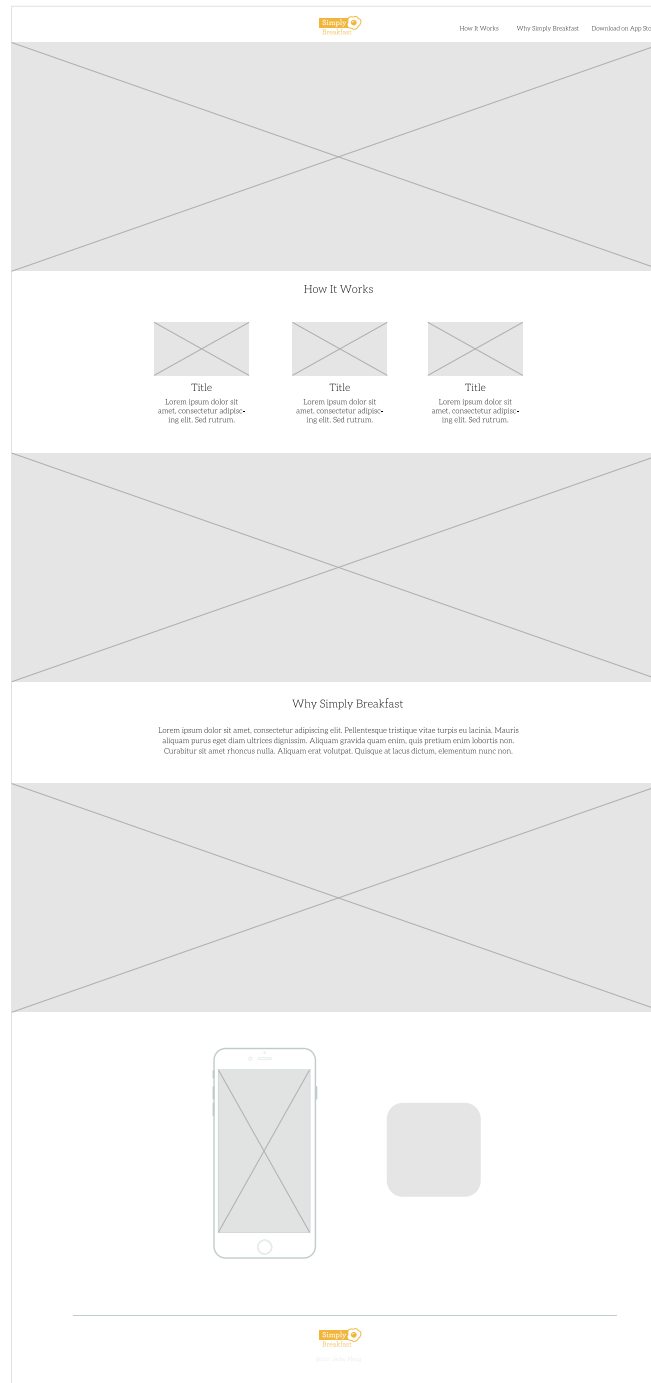 Simply
Breakfast
How It Works Why Simply Breakfast Download on App Sto
How It Works
Title Title Title
Lorem ipsum dolor sit Lorem ipsum dolor sit Lorem ipsum dolor sit
amet, consectetur adipisc- amet, consectetur adipisc- amet, consectetur adipisc-
ing elit. Sed rutrum. ing elit. Sed rutrum. ing elit. Sed rutrum.
Why Simply Breakfast
Lorem ipsum dolor sit amet, consectetur adipiscing elit. Pellentesque tristique vitae turpis eu lacinia. Mauris
aliquam purus eget diam ultrices dignissim. Aliquam gravida quam enim, quis pretium enim lobortis non.
Curabitur sit amet rhoncus nulla. Aliquam erat volutpat. Quisque at lacus dictum, elementum nunc non.
Simply
Breakfast